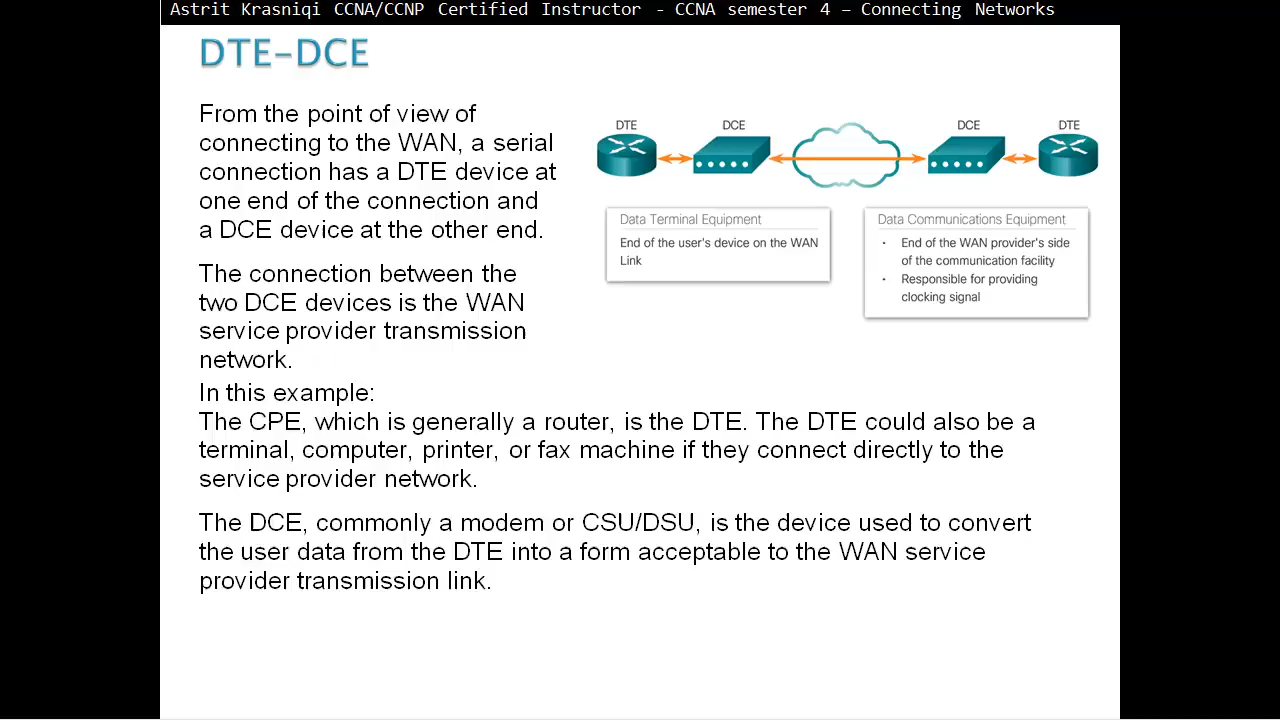 Astrit Krasniqi CCNA/CCNP Certified Instructor - CCNA semester 4 – Connecting Networks
DTE-DCE
From the point of view of
connecting to the WAN, a serial
connection has a DTE device at
one end of the connection and
a DCE device at the other end.
The connection between the
two DCE devices is the WAN
service provider transmission
network.
DTE
DCE
DCE
DTE
Data Terminal Equipment
End of the user's device on the WAN
Link
Data Communications Equipment
• End of the WAN provider's side
of the communication facility
• Responsible for providing
clocking signal
In this example:
The CPE, which is generally a router, is the DTE. The DTE could also be a
terminal, computer, printer, or fax machine if they connect directly to the
service provider network.
The DCE, commonly a modem or CSU/DSU, is the device used to convert
the user data from the DTE into a form acceptable to the WAN service
provider transmission link.